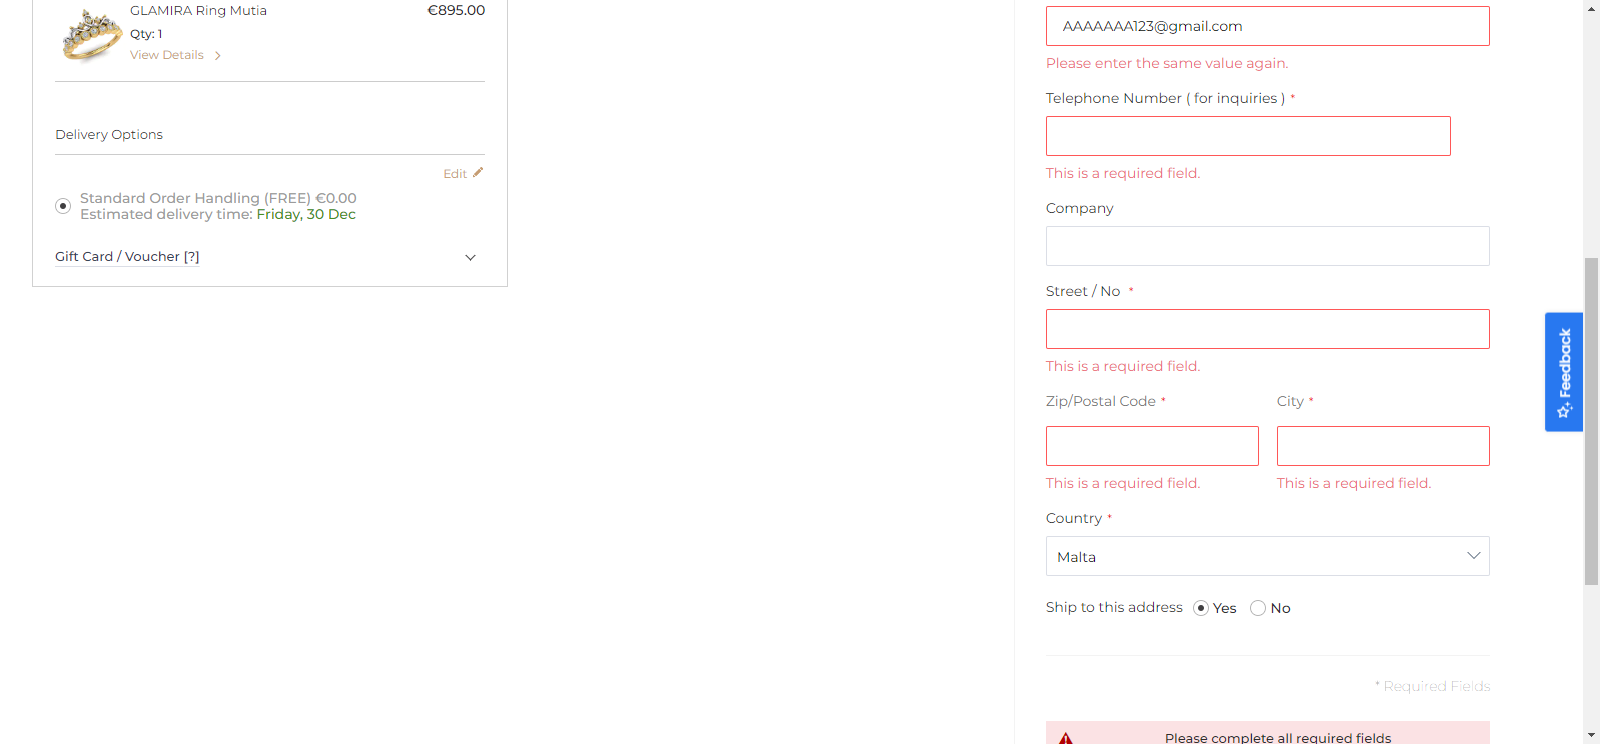 GLAMIRA Ring Mutia
€895.00
Qty: 1
View Details
Delivery Options
Edit
Standard Order Handling (FREE) €0.00
Estimated delivery time: Friday, 30 Dec
Gift Card / Voucher [?]
AAAAAAA123@gmail.com
Please enter the same value again.
Telephone Number ( for inquiries ) *
This is a required field.
Company
Street / No *
This is a required field.
Zip/Postal Code *
City *
This is a required field.
This is a required field.
Country *
Malta
Ship to this address
Yes
No
* Required Fields
Please complete all required fields
Feedback